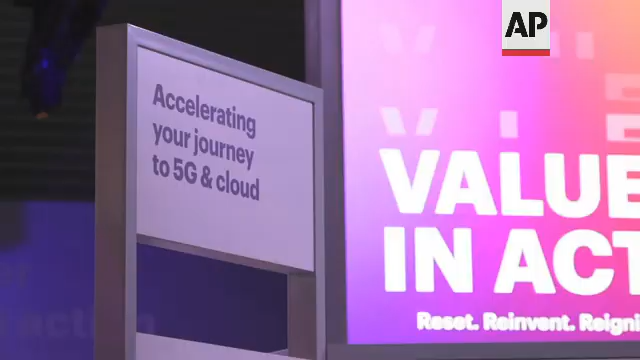 AP
Accelerating
your journey
to 5G & cloud
VALUE
IN ACT
Reset. Reinvent. Reigni